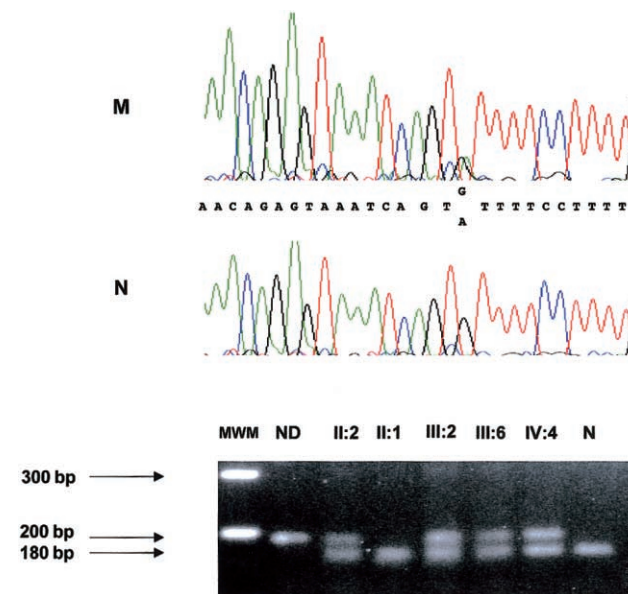 M
G
A A C A G A G T A A A T C A G T T T T T C C T T T T
A
N
MWM ND II:2 II:1 III:2 III:6 IV:4 N
300 bp
200 bp
180 bp